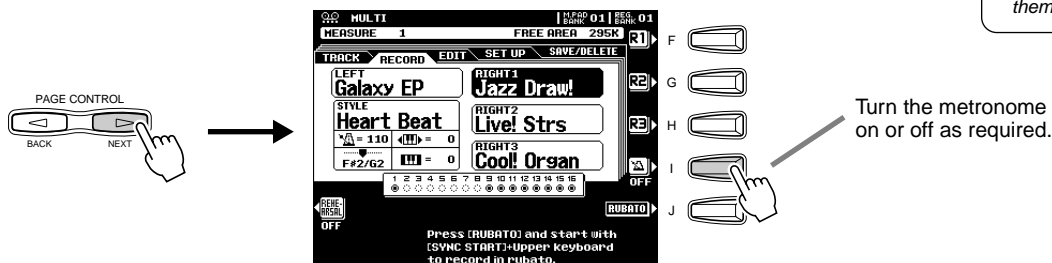 them
PAGE CONTROL
BACK NEXT
MULTI M.PAD BANK 01 REG. BANK 01
MEASURE 1 FREE AREA 295K
TRACK RECORD EDIT SET UP SAVE/DELETE
LEFT
Galaxy EP
RIGHT1
Jazz Draw!
STYLE
Heart Beat
RIGHT2
Live! Strs
= 110 = 0
F#2/G2 = 0
RIGHT3
Cool! Organ
1 2 3 4 5 6 7 8 9 10 11 12 13 14 15 16
R1 F
R2 G
R3 H
I
OFF
REHE-
ARSAL
OFF
RUBATO J
Press [RUBATO] and start with
[SYNC START]+Upper keyboard
to record in rubato.
Turn the metronome
on or off as required.